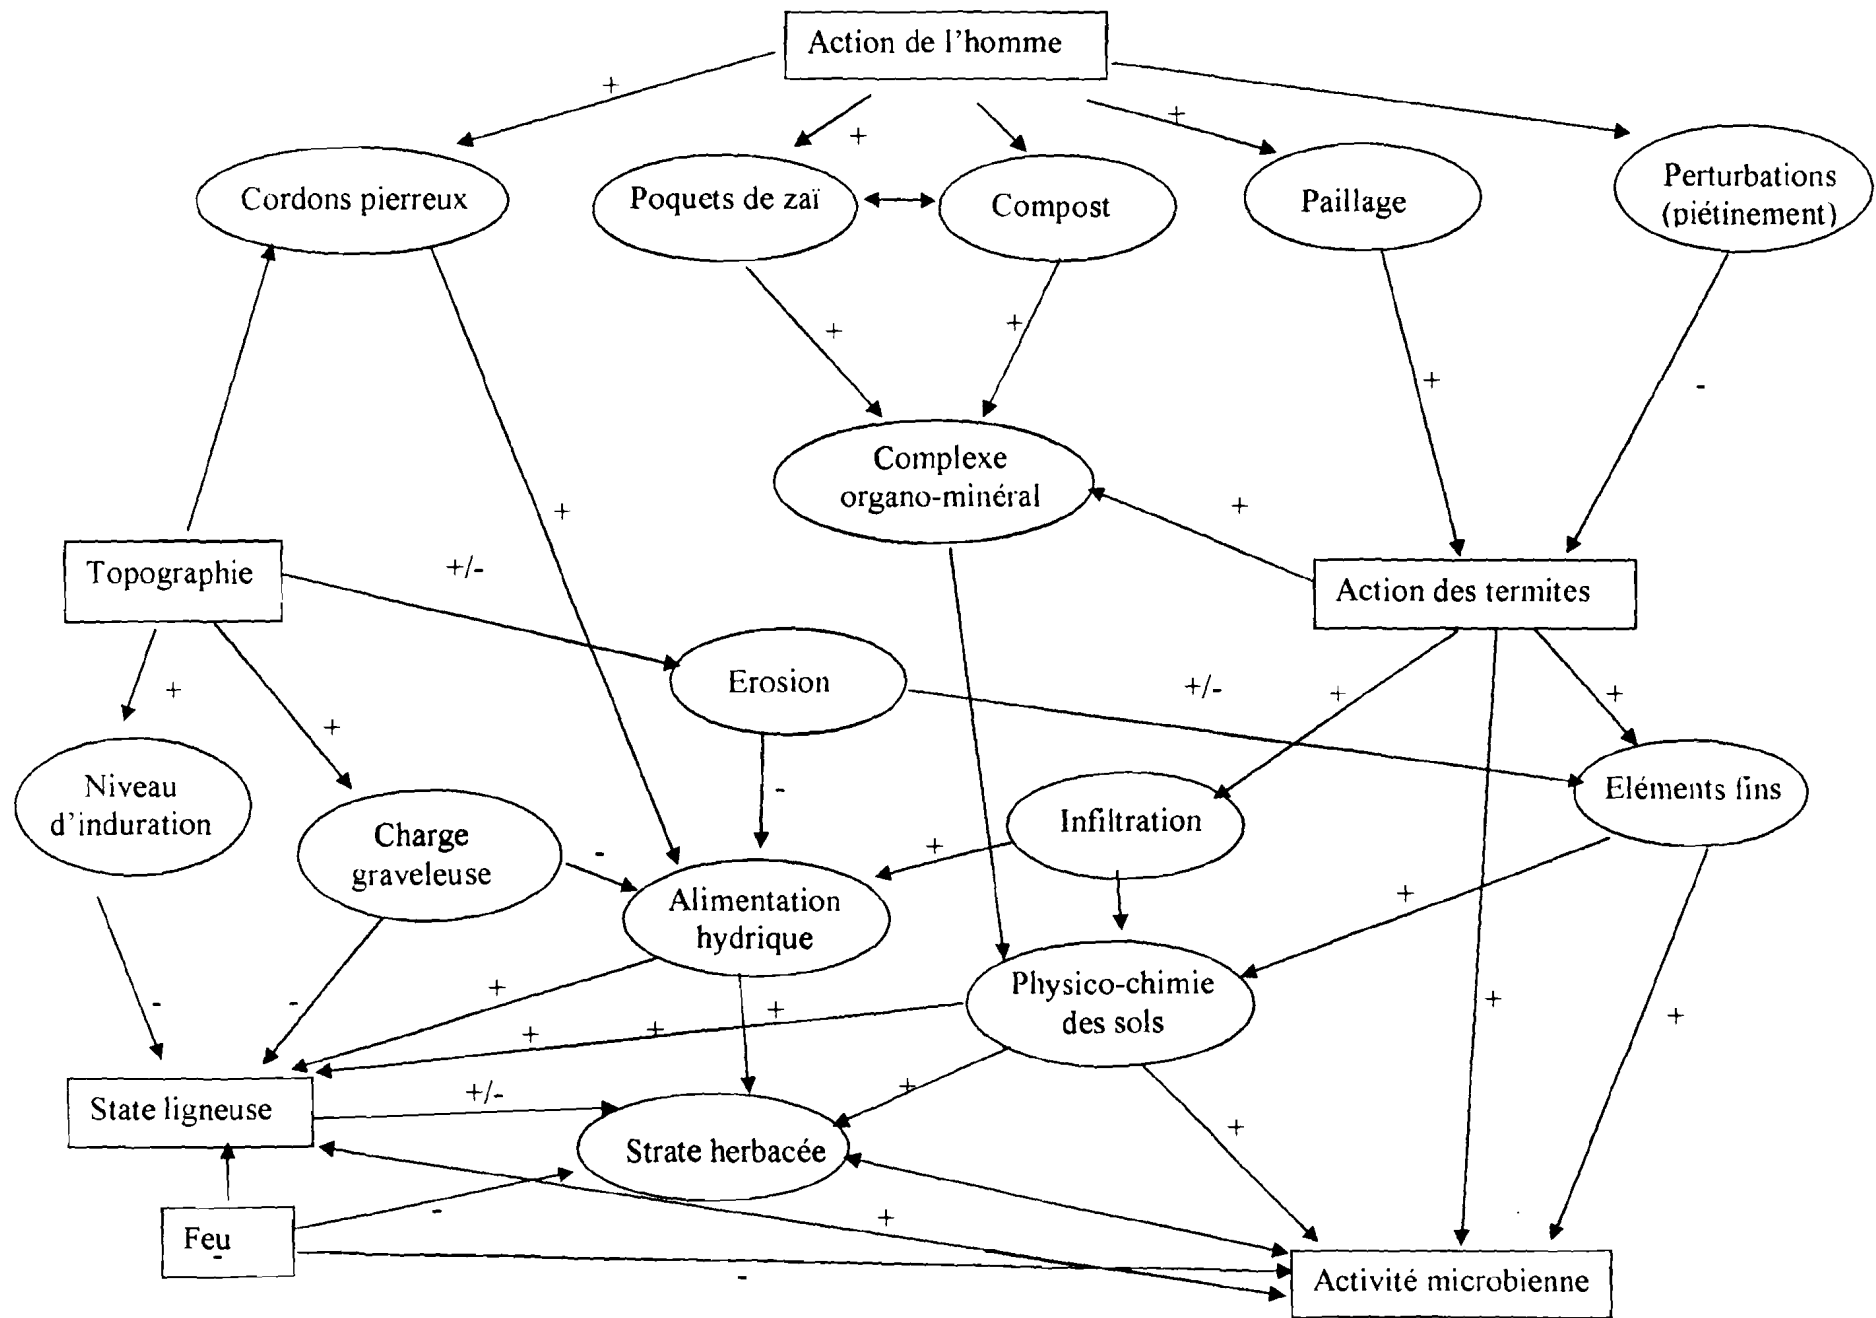 Action de l'homme
+
+
+
Cordons pierreux
Poquets de zaï
Compost
Paillage
Perturbations
(piétinement)
+
+
+
-
Complexe
organo-minéral
+
+
Topographie
+/-
Action des termites
+
+
Erosion
+/-
+
+
-
Niveau
d'induration
Charge
graveleuse
-
Infiltration
+
Eléments fins
Alimentation
hydrique
+
Physico-chimie
des sols
-
-
+
+
+
+
+
+
State ligneuse
+/-
+
Strate herbacée
+
Feu
-
-
+
-
Activité microbienne